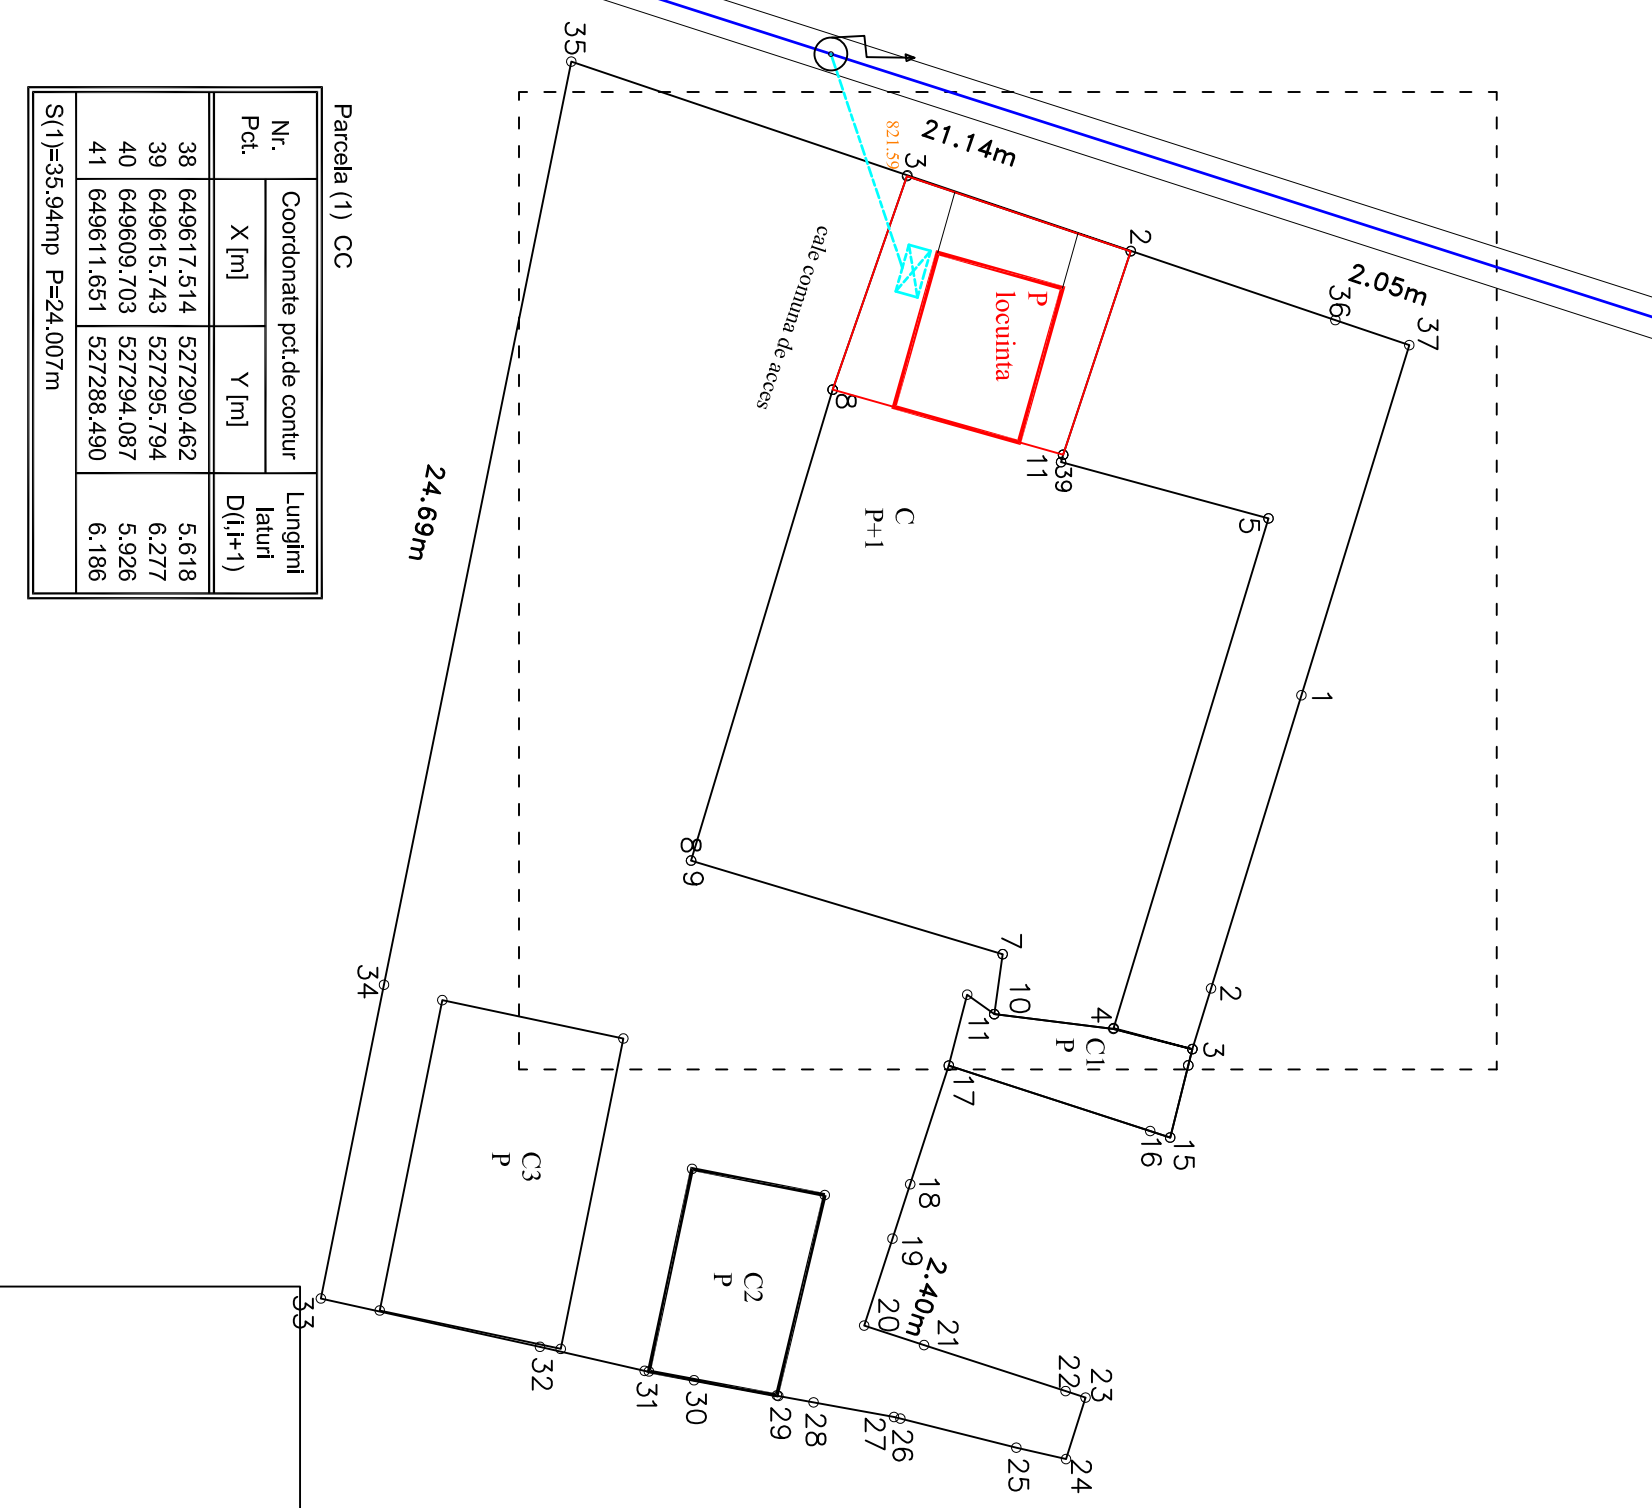 Parcela (1) CC
Nr. Pct.
Coordonate pct.de contur
Lungimi laturi D(i,i+1)
X [m]
Y [m]
38 649617.514 527290.462 5.618
39 649615.743 527295.794 6.277
40 649609.703 527294.087 5.926
41 649611.651 527288.490 6.186
S(1)=35.94mp P=24.007m
35
821.59
3
21.14m
2
2.05m
36
37
cale comuna de acces
P
locuinta
8
11
39
5
C
P+1
1
24.69m
8
9
7
10
11
4
C1
P
3
2
34
17
16
15
18
19
2.40m
20
21
22
23
C3
P
C2
P
33
32
31
30
29
28
27
26
25
24